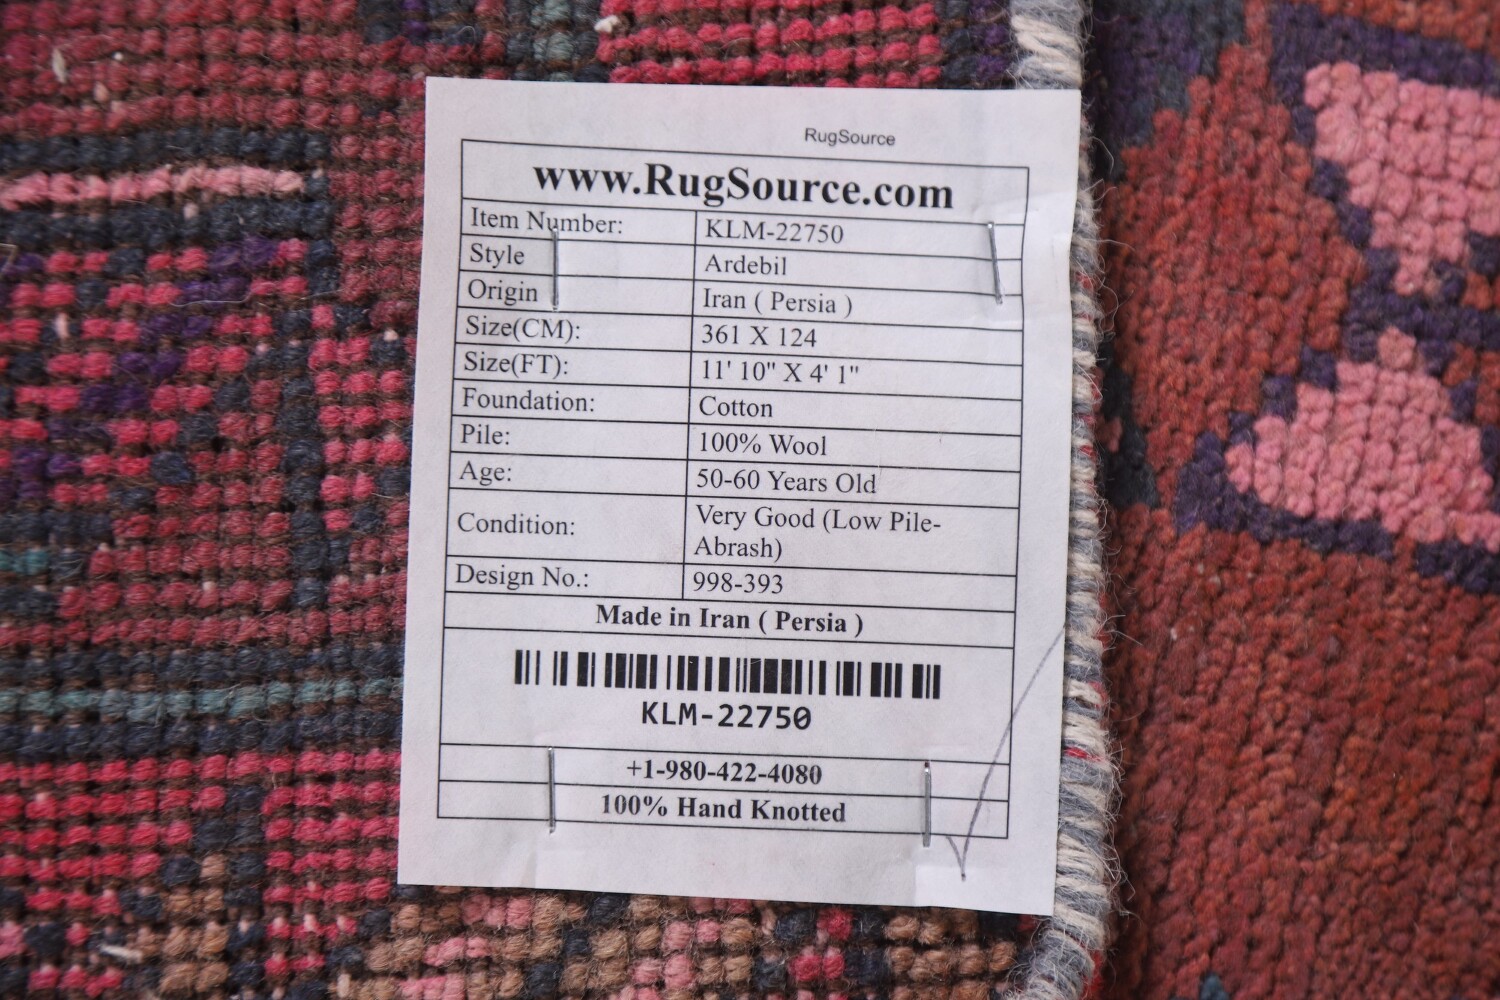 RugSource
www.RugSource.com
Item Number: KLM-22750
Style Ardebil
Origin Iran ( Persia )
Size(CM): 361 X 124
Size(FT): 11' 10" X 4' 1"
Foundation: Cotton
Pile: 100% Wool
Age: 50-60 Years Old
Condition: Very Good (Low Pile-
Abrash)
Design No.: 998-393
Made in Iran ( Persia )
KLM-22750
+1-980-422-4080
100% Hand Knotted